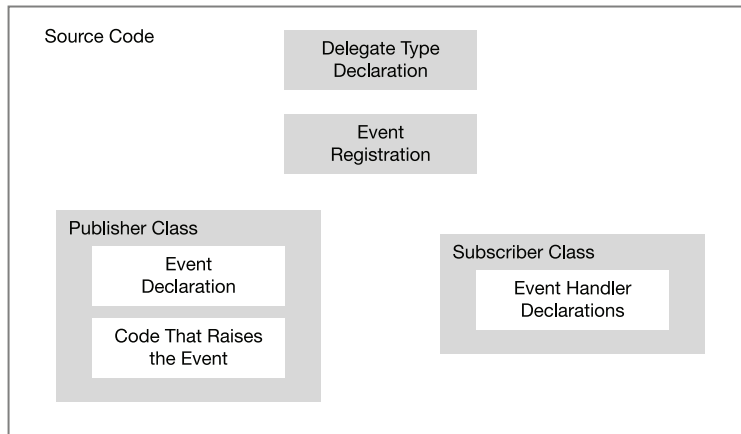 Source Code
Delegate Type
Declaration
Event
Registration
Publisher Class
Event
Declaration
Code That Raises
the Event
Subscriber Class
Event Handler
Declarations